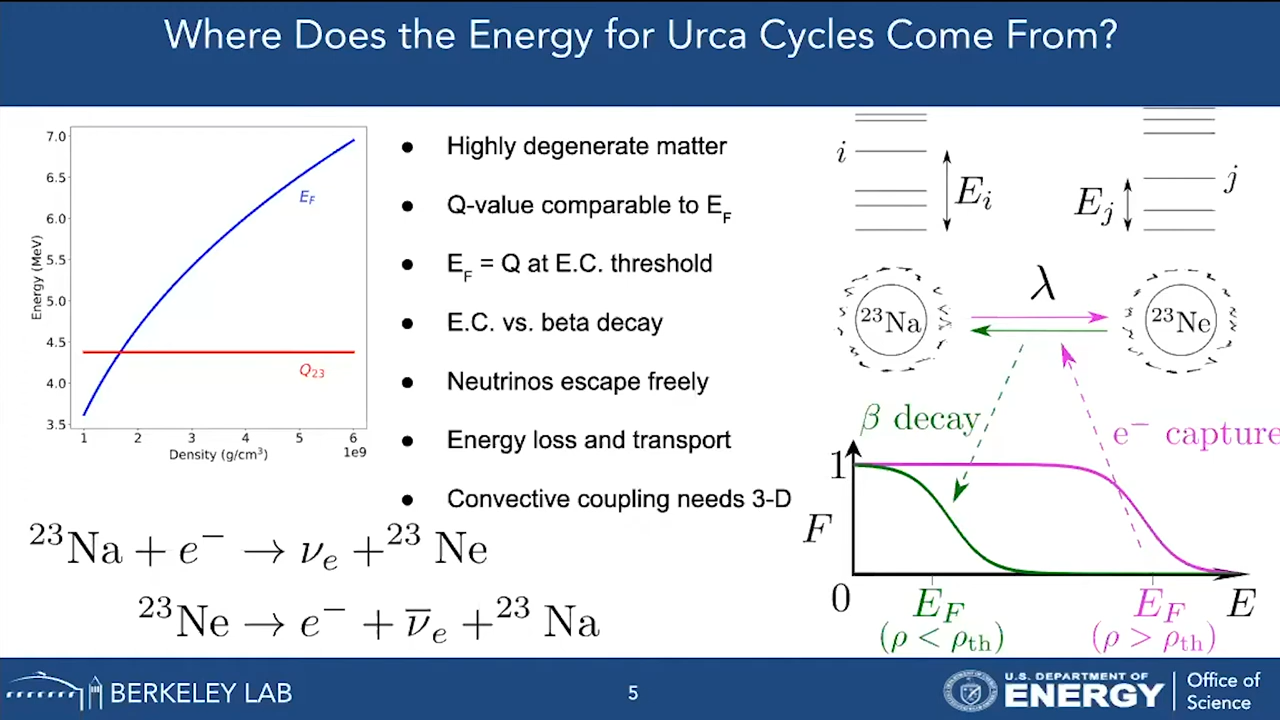 Where Does the Energy for Urca Cycles Come From?
7.0
6.5
6.0
5.5
5.0
4.5
4.0
3.5
Energy (MeV)
E_F
Q_23
1 2 3 4 5 6
Density (g/cm³)
1e9
● Highly degenerate matter
● Q-value comparable to E_F
● E_F = Q at E.C. threshold
● E.C. vs. beta decay
● Neutrinos escape freely
● Energy loss and transport
● Convective coupling needs 3-D
²³Na + e⁻ → ν_e +²³ Ne
²³Ne → e⁻ + ν̅_e +²³ Na
i
E_i
E_j
j
λ
²³Na
²³Ne
β decay
e⁻ capture
1
F
0
E_F
(ρ < ρ_th)
E_F
(ρ > ρ_th)
E
BERKELEY LAB
5
U.S. DEPARTMENT OF
ENERGY
Office of
Science